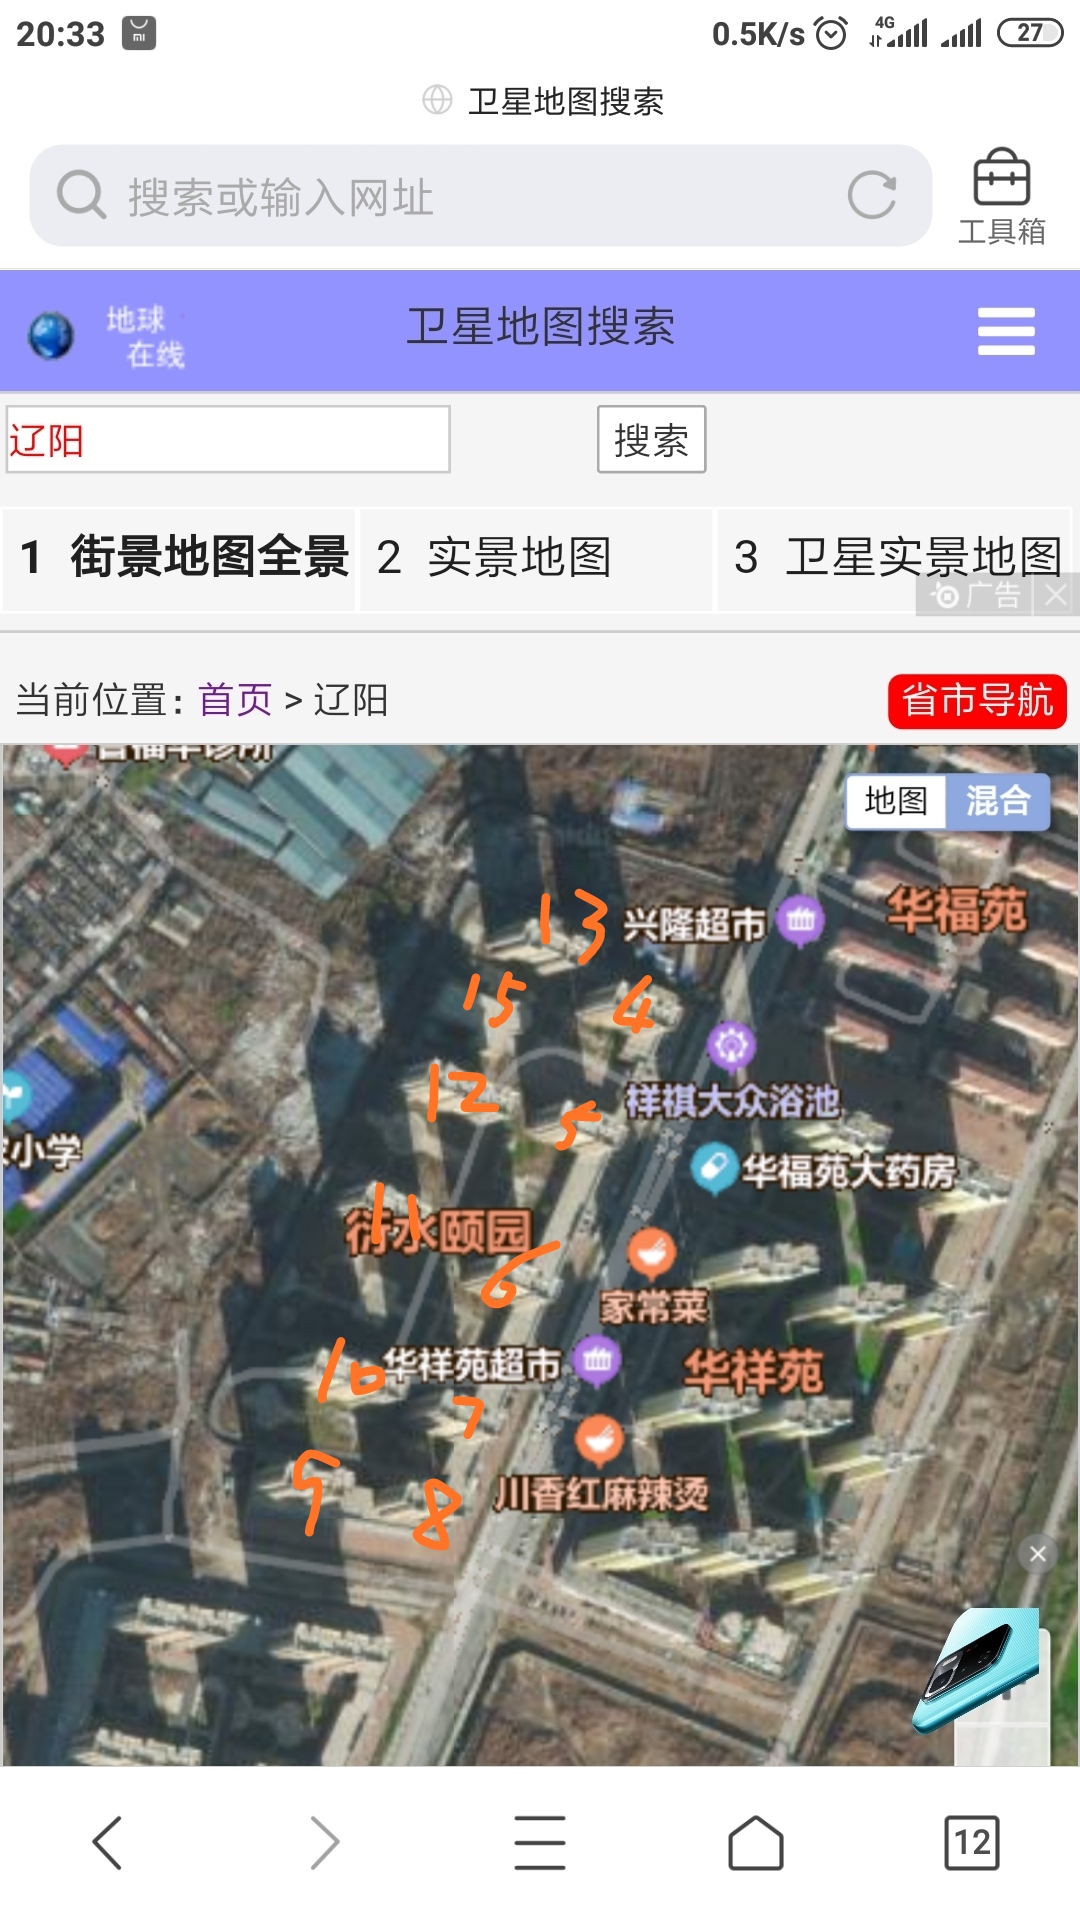 20:33
0.5K/s 4G 27
卫星地图搜索
搜索或输入网址
工具箱
地球
在线
卫星地图搜索
辽阳
搜索
1 街景地图全景
2 实景地图
3 卫星实景地图
广告
当前位置: 首页 > 辽阳
省市导航
地图 混合
华福苑
13
兴隆超市
15
4
12
5
祥祺大众浴池
小学
华福苑大药房
11
衍水颐园
6
家常菜
10
华祥苑超市
华祥苑
7
9
8
川香红麻辣烫
12